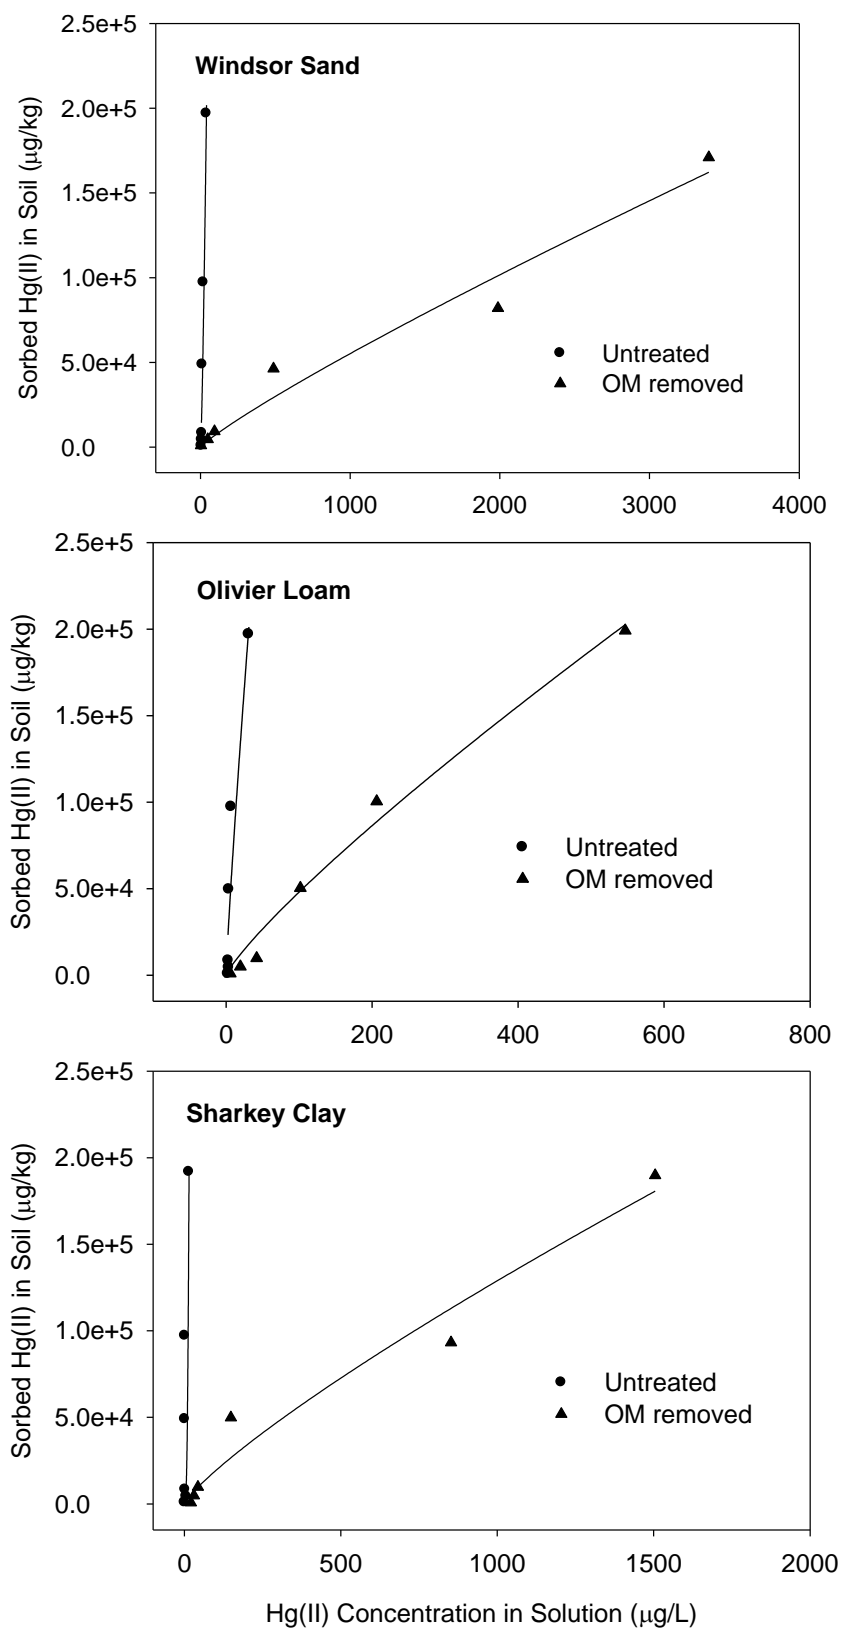 2.5e+5
Windsor Sand
2.0e+5
1.5e+5
1.0e+5
5.0e+4
0.0
Sorbed Hg(II) in Soil (μg/kg)
Untreated
OM removed
0 1000 2000 3000 4000
2.5e+5
Olivier Loam
2.0e+5
1.5e+5
1.0e+5
5.0e+4
0.0
Sorbed Hg(II) in Soil (μg/kg)
Untreated
OM removed
0 200 400 600 800
2.5e+5
Sharkey Clay
2.0e+5
1.5e+5
1.0e+5
5.0e+4
0.0
Sorbed Hg(II) in Soil (μg/kg)
Untreated
OM removed
0 500 1000 1500 2000
Hg(II) Concentration in Solution (μg/L)